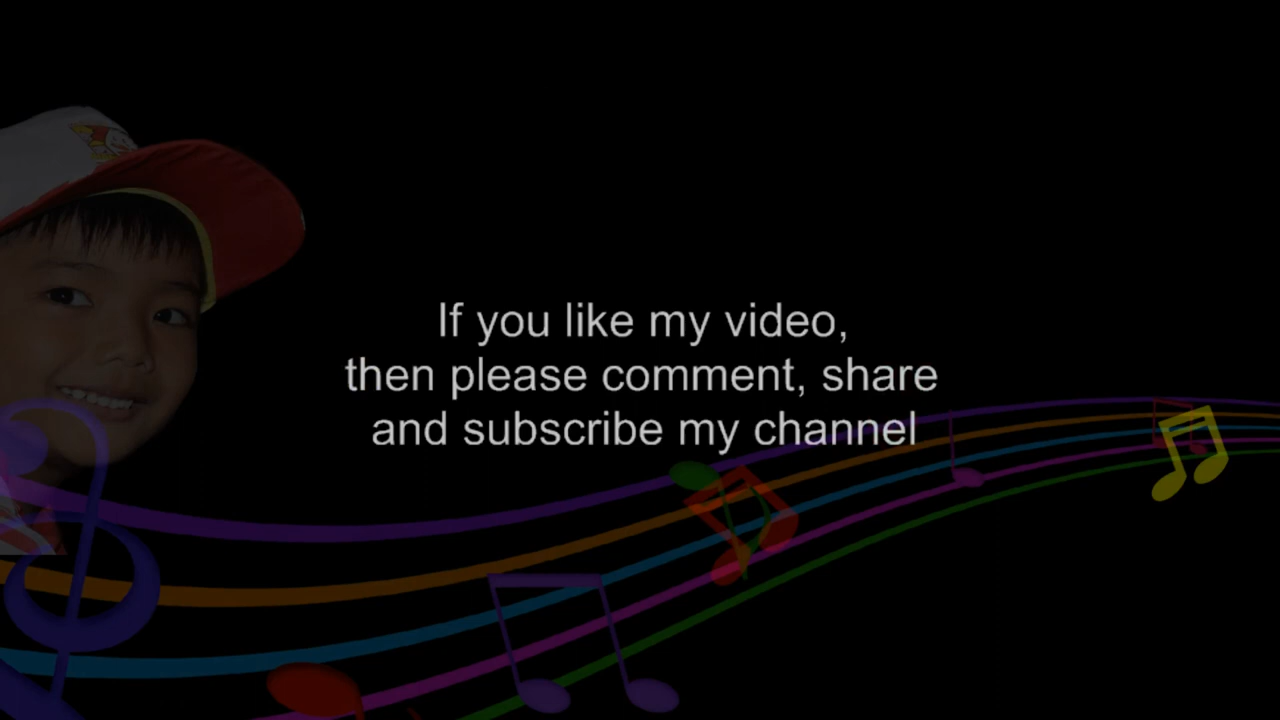 If you like my video,
then please comment, share
and subscribe my channel